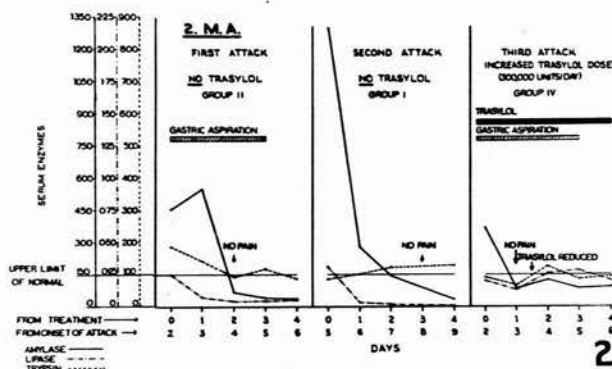 2. M.A.
FIRST ATTACK
NO TRASYLOL
GROUP II
GASTRIC ASPIRATION
NO PAIN
SECOND ATTACK
NO TRASYLOL
GROUP I
NO PAIN
THIRD ATTACK
INCREASED TRASYLOL DOSE
(300,000 UNITS/DAY)
GROUP IV
TRASYLOL
GASTRIC ASPIRATION
NO PAIN
TRASYLOL REDUCED
SERUM ENZYMES
1350 225 900
1200 200 800
1050 175 700
900 150 600
750 125 500
600 100 400
450 075 300
300 050 200
150 025 100
0 0 0
UPPER LIMIT
OF NORMAL
FROM TREATMENT 0 1 2 3 4 0 1 2 3 4 0 1 2 3 4
FROM ONSET OF ATTACK 2 3 4 5 6 5 6 7 8 9 2 3 4 5 6
DAYS
AMYLASE
LIPASE
TRYPSIN
2